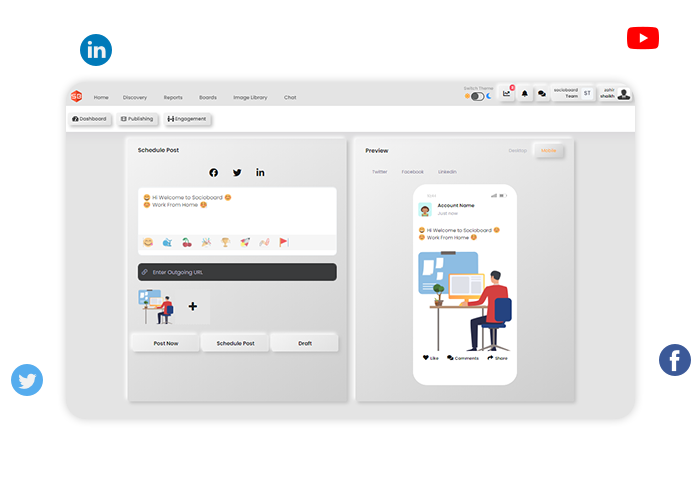 in
SB
Home Discovery Reports Boards Image Library Chat
Switch Theme
socioboard
Team
ST
sheikh
Dashboard Publishing Engagement
Schedule Post
Hi Welcome to Socioboard
Work From Home
Enter Outgoing URL
Post Now Schedule Post Draft
Preview
Desktop Mobile
Twitter Facebook LinkedIn
Account Name
Just Now
Hi Welcome to Socioboard
Work From Home
Like Comments Share